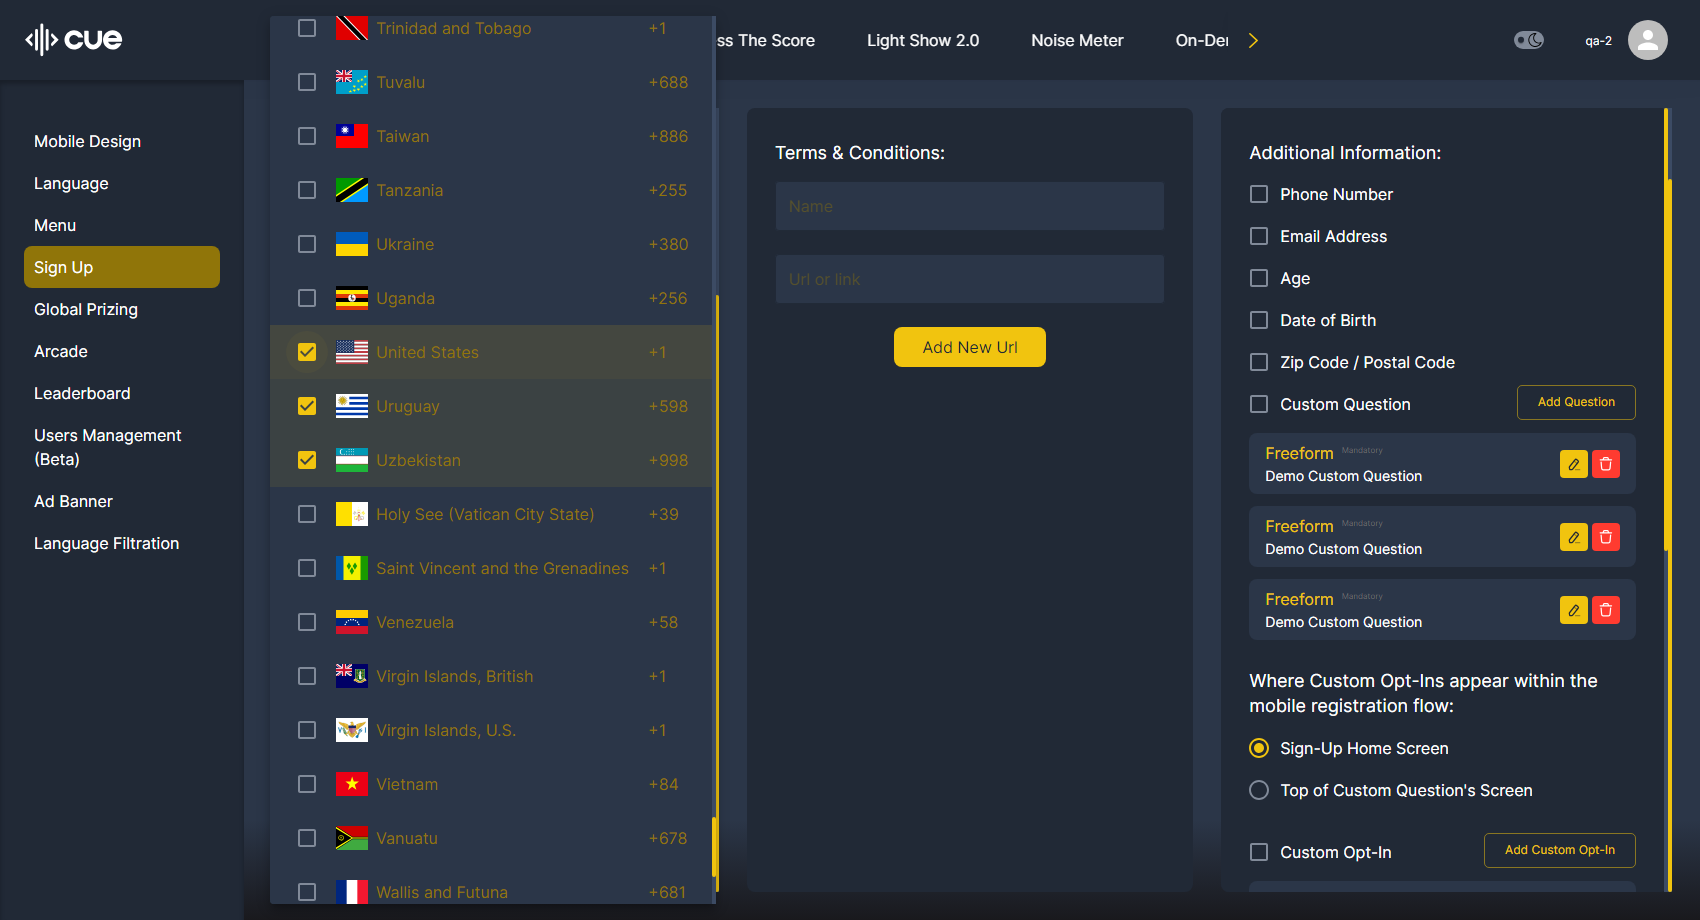 cue
ss The Score
Light Show 2.0
Noise Meter
On-De
qa-2
Mobile Design
Language
Menu
Sign Up
Global Prizing
Arcade
Leaderboard
Users Management
(Beta)
Ad Banner
Language Filtration
Trinidad and Tobago +1
Tuvalu +688
Taiwan +886
Tanzania +255
Ukraine +380
Uganda +256
United States +1
Uruguay +598
Uzbekistan +998
Holy See (Vatican City State) +39
Saint Vincent and the Grenadines +1
Venezuela +58
Virgin Islands, British +1
Virgin Islands, U.S. +1
Vietnam +84
Vanuatu +678
Wallis and Futuna +681
Terms & Conditions:
Name
Url or link
Add New Url
Additional Information:
Phone Number
Email Address
Age
Date of Birth
Zip Code / Postal Code
Custom Question
Add Question
Freeform Mandatory
Demo Custom Question
Freeform Mandatory
Demo Custom Question
Freeform Mandatory
Demo Custom Question
Where Custom Opt-Ins appear within the
mobile registration flow:
Sign-Up Home Screen
Top of Custom Question's Screen
Custom Opt-In
Add Custom Opt-In